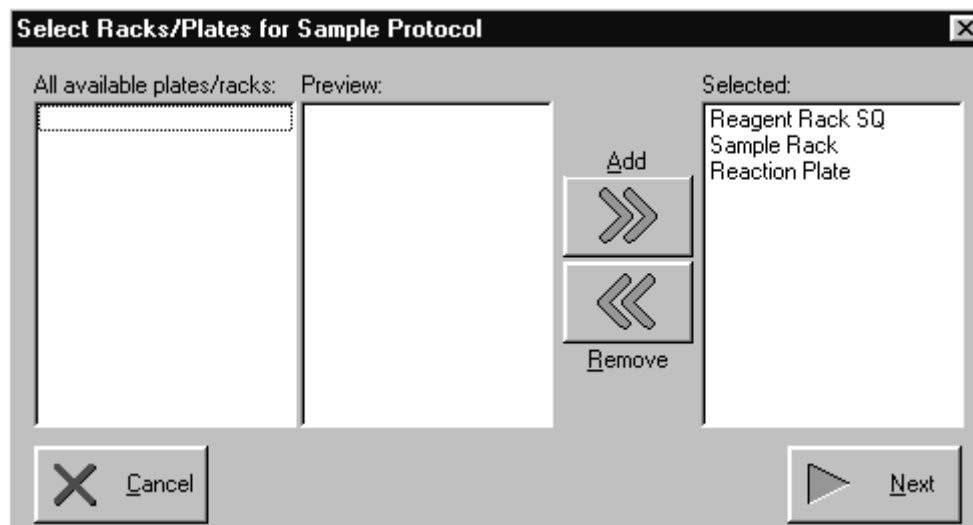 Select Racks/Plates for Sample Protocol
All available plates/racks:
Preview:
Selected:
Reagent Rack SQ
Sample Rack
Reaction Plate
Add
Remove
Cancel
Next